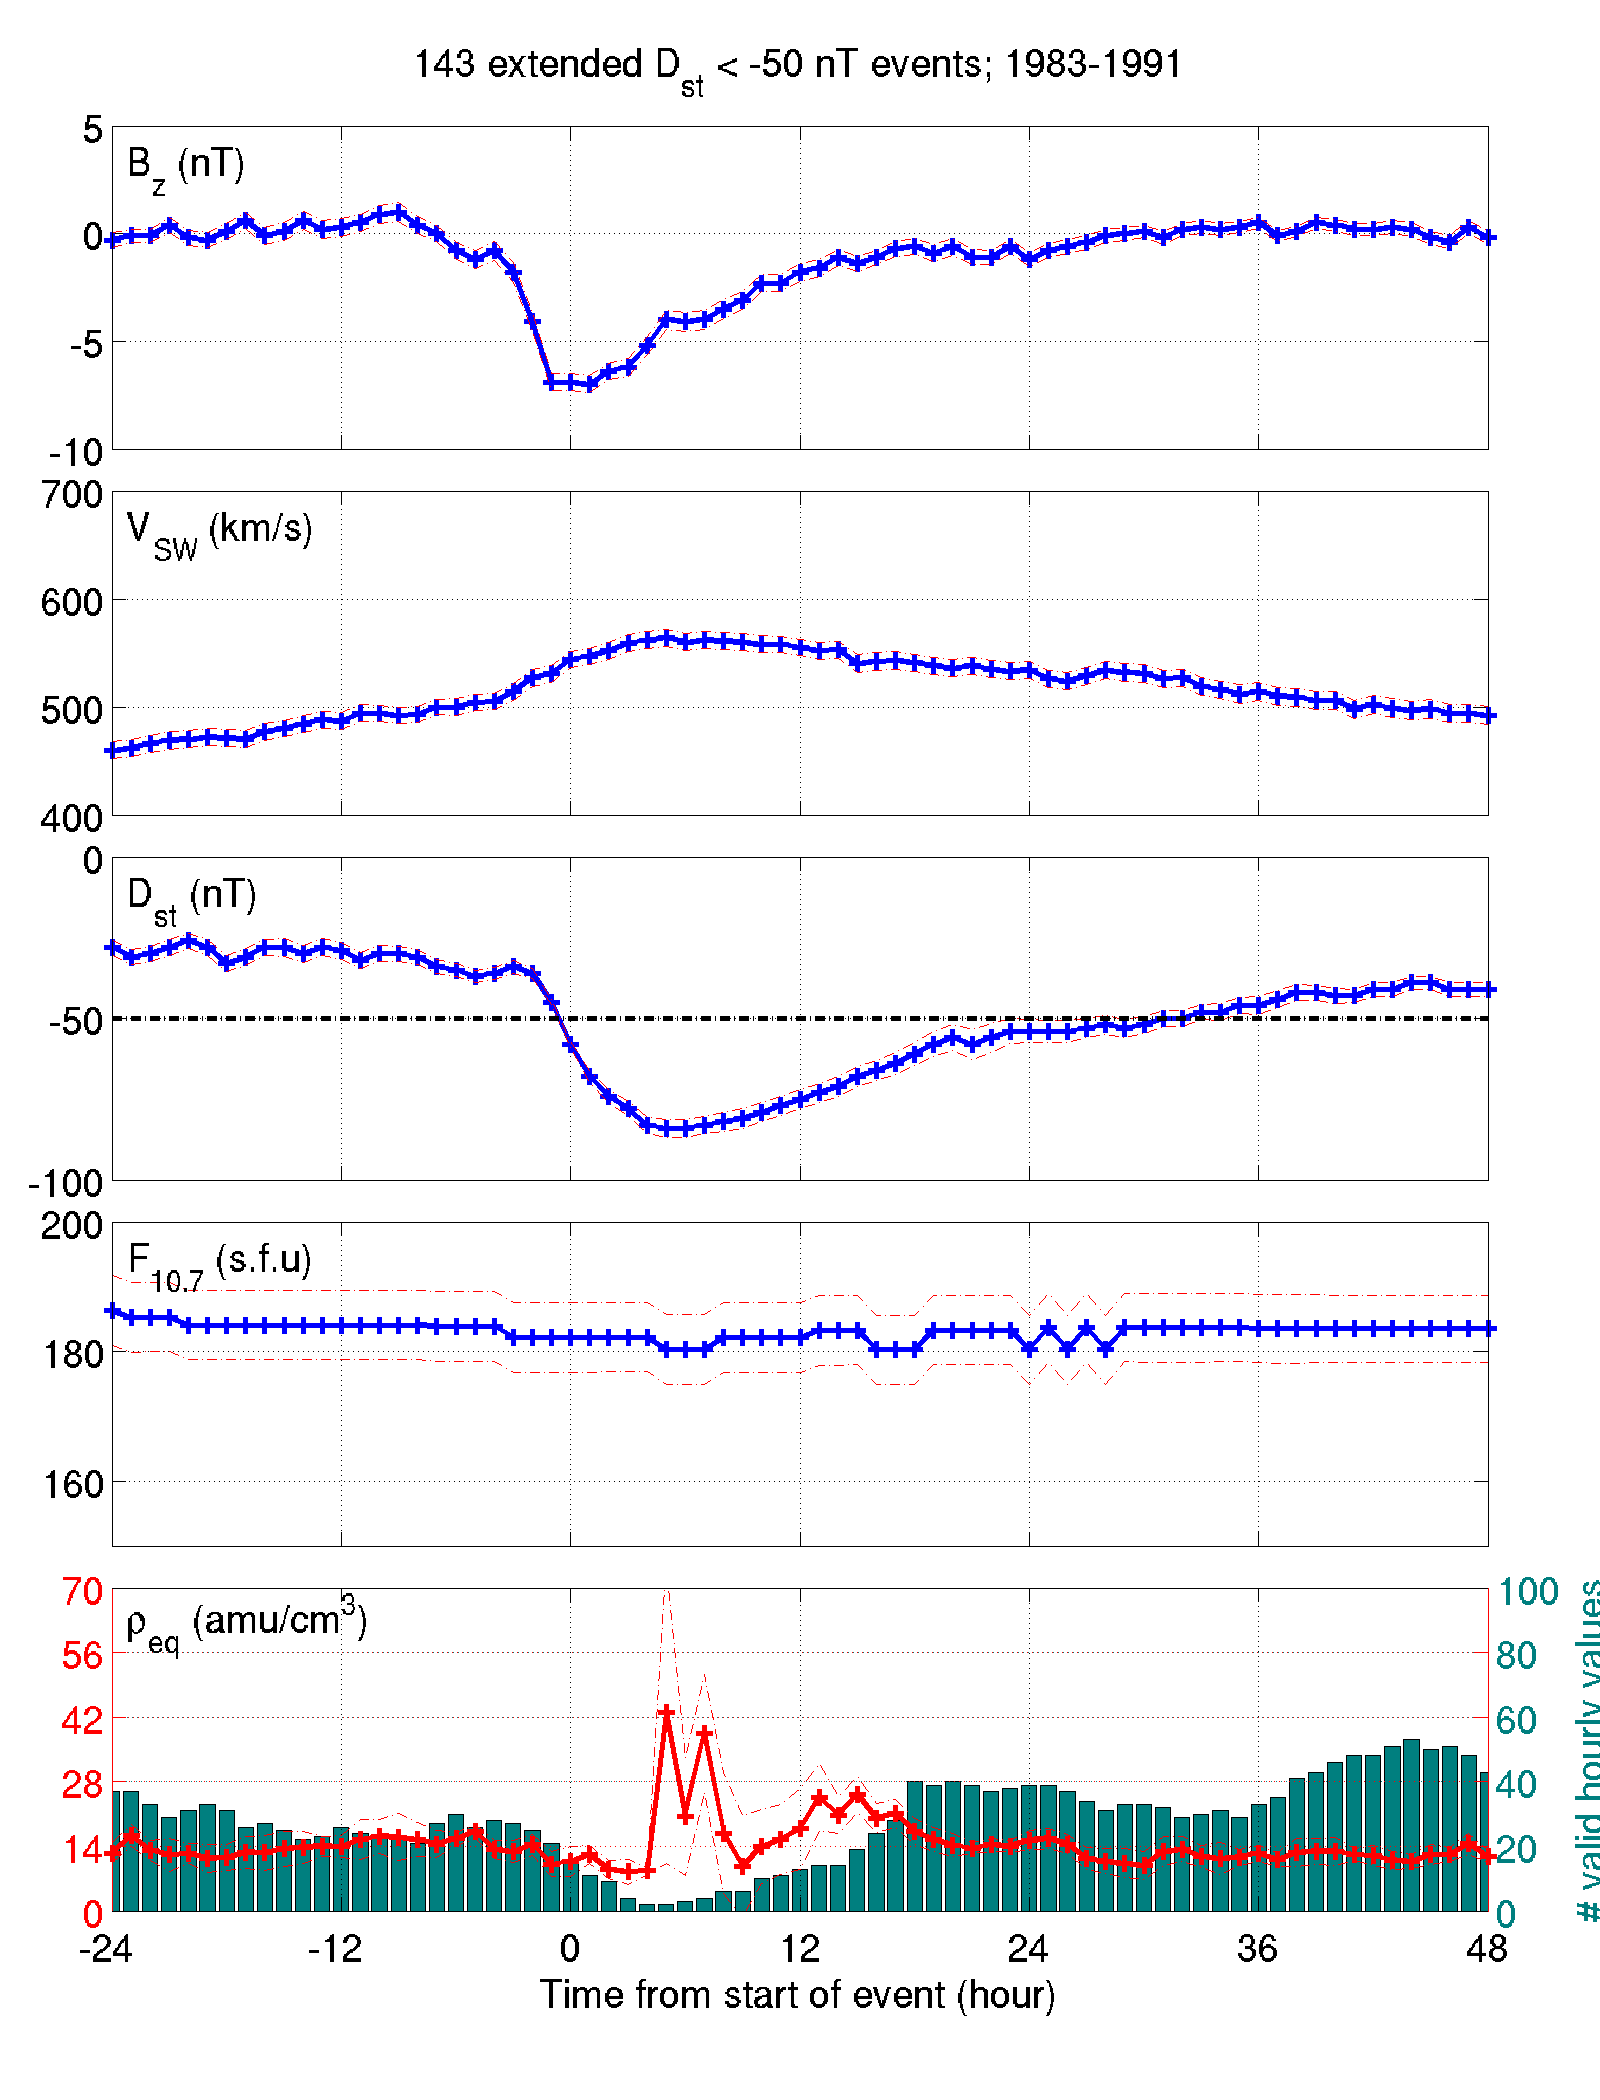 143 extended D_st < -50 nT events; 1983-1991
5
B_z (nT)
0
-5
-10
700
V_SW (km/s)
600
500
400
0
D_st (nT)
-50
-100
200
F_10.7 (s.f.u)
180
160
70
100
ρ_eq (amu/cm^3)
56
80
42
60
28
40
14
20
0
0
# valid hourly values
-24 -12 0 12 24 36 48
Time from start of event (hour)